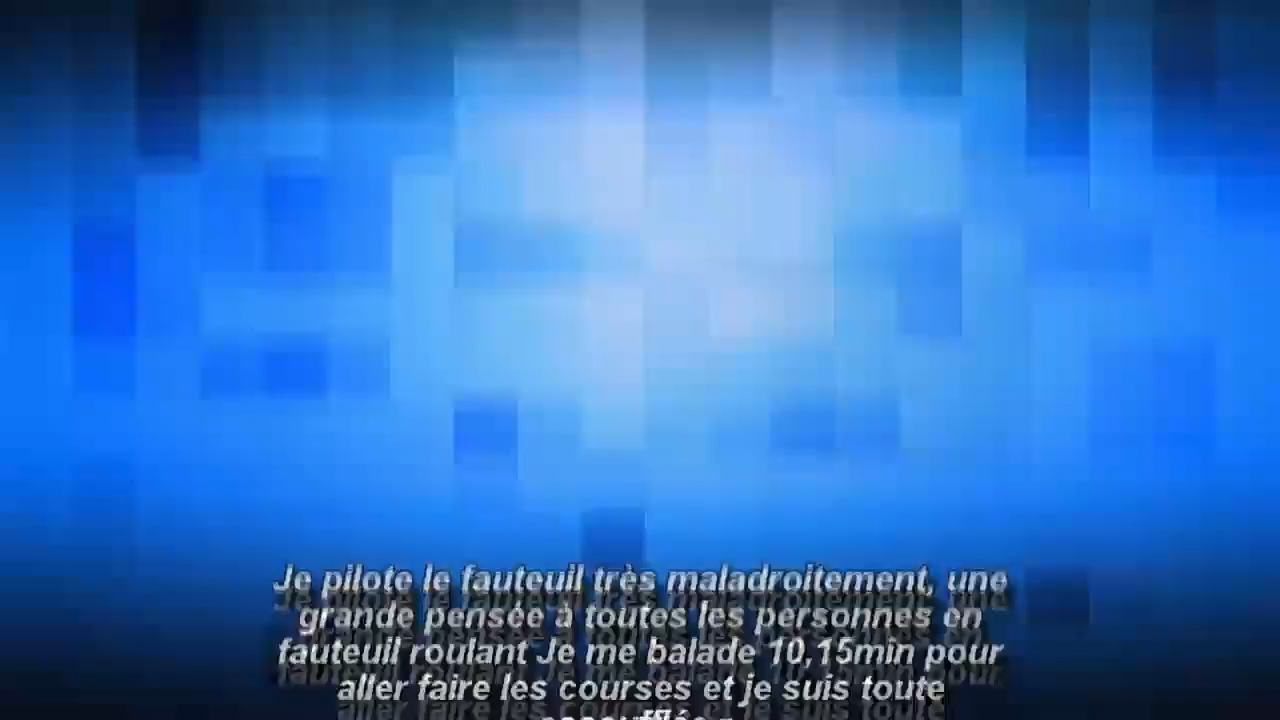 Je pilote le fauteuil très maladroitement, une
grande pensée à toutes les personnes en
fauteuil roulant Je me balade 10,15min pour
aller faire les courses et je suis toute